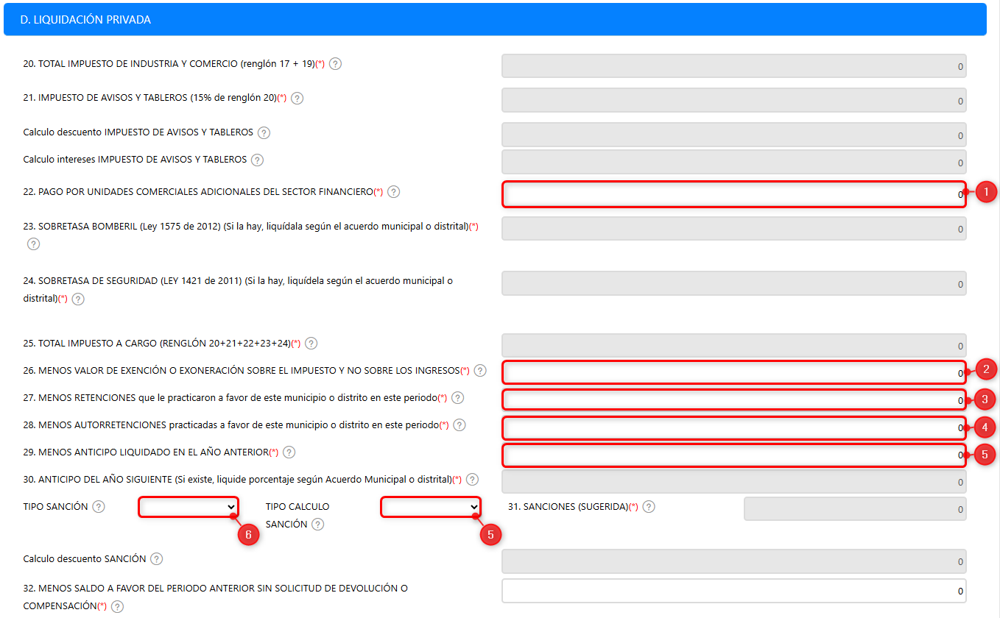 D. LIQUIDACIÓN PRIVADA
20. TOTAL IMPUESTO DE INDUSTRIA Y COMERCIO (renglón 17 + 19)(*) ? 0
21. IMPUESTO DE AVISOS Y TABLEROS (15% de renglón 20)(*) ? 0
Calculo descuento IMPUESTO DE AVISOS Y TABLEROS ? 0
Calculo intereses IMPUESTO DE AVISOS Y TABLEROS ? 0
22. PAGO POR UNIDADES COMERCIALES ADICIONALES DEL SECTOR FINANCIERO(*) ? 0 1
23. SOBRETASA BOMBERIL (Ley 1575 de 2012) (Si la hay, liquídala según el acuerdo municipal o distrital)(*) 0
?
24. SOBRETASA DE SEGURIDAD (LEY 1421 de 2011) (Si la hay, liquídela según el acuerdo municipal o 0
distrital)(*) ?
25. TOTAL IMPUESTO A CARGO (RENGLÓN 20+21+22+23+24)(*) ? 0
26. MENOS VALOR DE EXENCIÓN O EXONERACIÓN SOBRE EL IMPUESTO Y NO SOBRE LOS INGRESOS(*) ? 0 2
27. MENOS RETENCIONES que le practicaron a favor de este municipio o distrito en este periodo(*) ? 0 3
28. MENOS AUTORRETENCIONES practicadas a favor de este municipio o distrito en este periodo(*) ? 0 4
29. MENOS ANTICIPO LIQUIDADO EN EL AÑO ANTERIOR(*) ? 0 5
30. ANTICIPO DEL AÑO SIGUIENTE (Si existe, liquide porcentaje según Acuerdo Municipal o distrital)(*) ? 0
TIPO SANCIÓN ? TIPO CALCULO 31. SANCIONES (SUGERIDA)(*) ? 0
SANCIÓN ?
6 5
Calculo descuento SANCIÓN ? 0
32. MENOS SALDO A FAVOR DEL PERIODO ANTERIOR SIN SOLICITUD DE DEVOLUCIÓN O 0
COMPENSACIÓN(*) ?